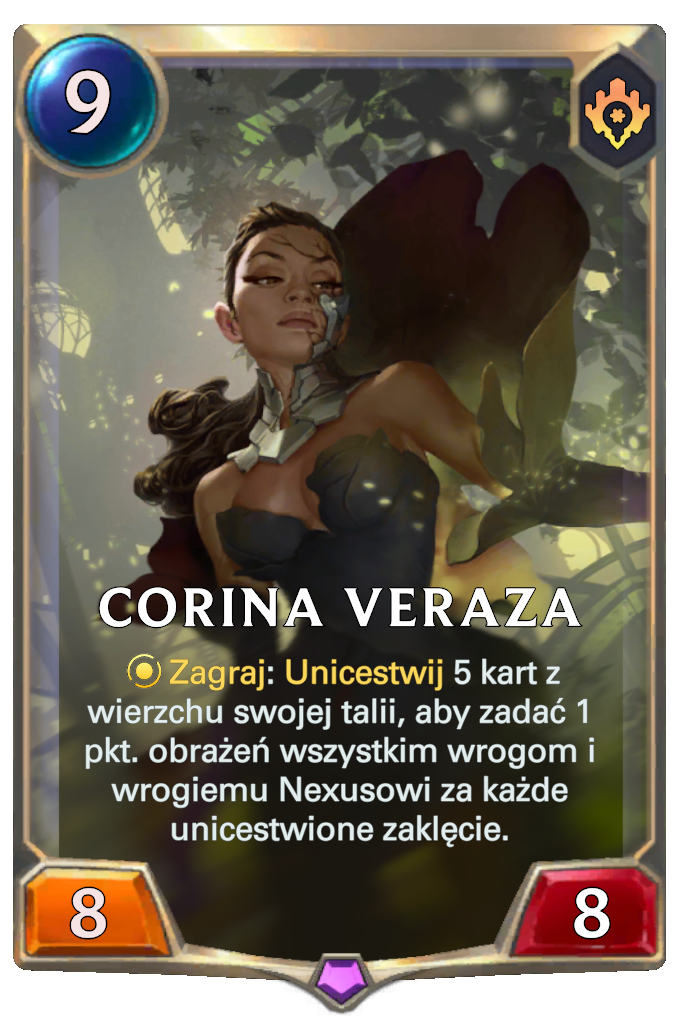 9
CORINA VERAZA
Zagraj: Unicestwij 5 kart z
wierzchu swojej talii, aby zadać 1
pkt. obrażeń wszystkim wrogom i
wrogiemu Nexusowi za każde
unicestwione zaklęcie.
8 8